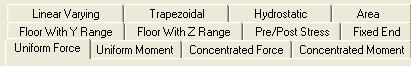 Linear Varying Trapezoidal Hydrostatic Area
Floor With Y Range Floor With Z Range Pre/Post Stress Fixed End
Uniform Force Uniform Moment Concentrated Force Concentrated Moment